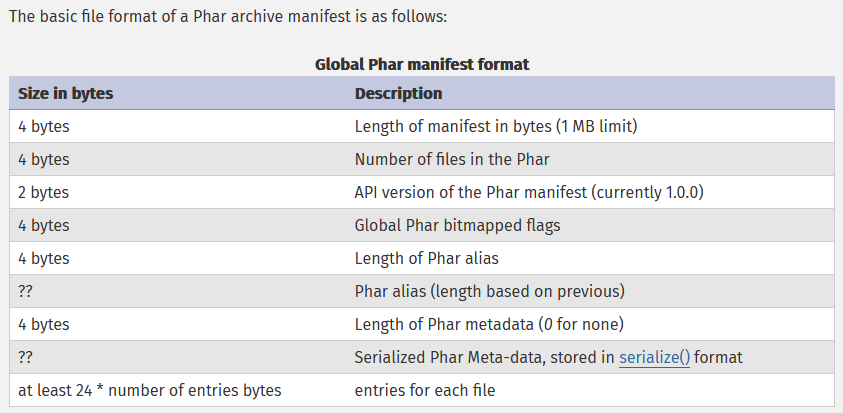 The basic file format of a Phar archive manifest is as follows:
Global Phar manifest format
Size in bytes Description
4 bytes Length of manifest in bytes (1 MB limit)
4 bytes Number of files in the Phar
2 bytes API version of the Phar manifest (currently 1.0.0)
4 bytes Global Phar bitmapped flags
4 bytes Length of Phar alias
?? Phar alias (length based on previous)
4 bytes Length of Phar metadata (0 for none)
?? Serialized Phar Meta-data, stored in serialize() format
at least 24 * number of entries bytes entries for each file